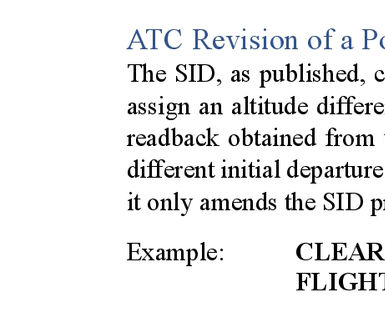 ATC Revision of a Po
The SID, as published, c
assign an altitude differe
readback obtained from
different initial departure
it only amends the SID p
Example: CLEAR
FLIGHT